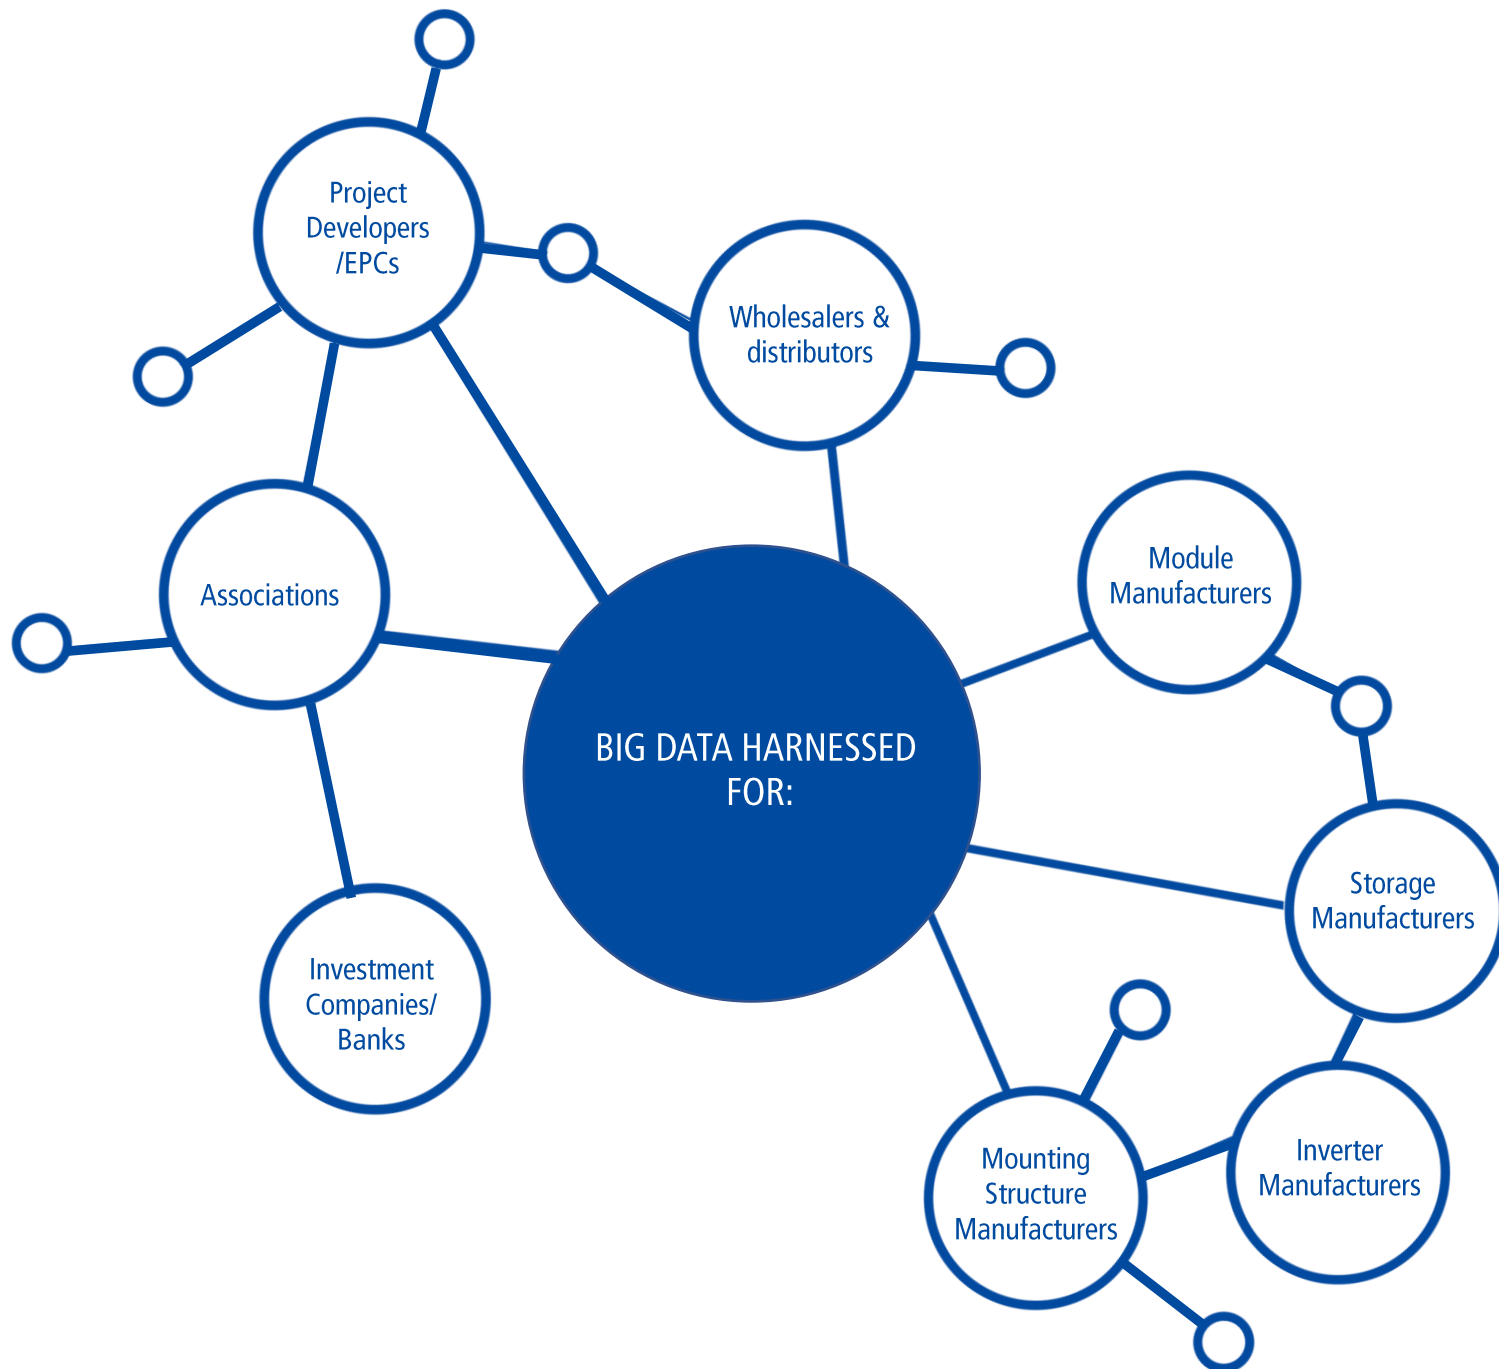 Project
Developers
/EPCs
Wholesalers &
distributors
Module
Manufacturers
Associations
BIG DATA HARNESSED
FOR:
Storage
Manufacturers
Investment
Companies/
Banks
Mounting
Structure
Manufacturers
Inverter
Manufacturers